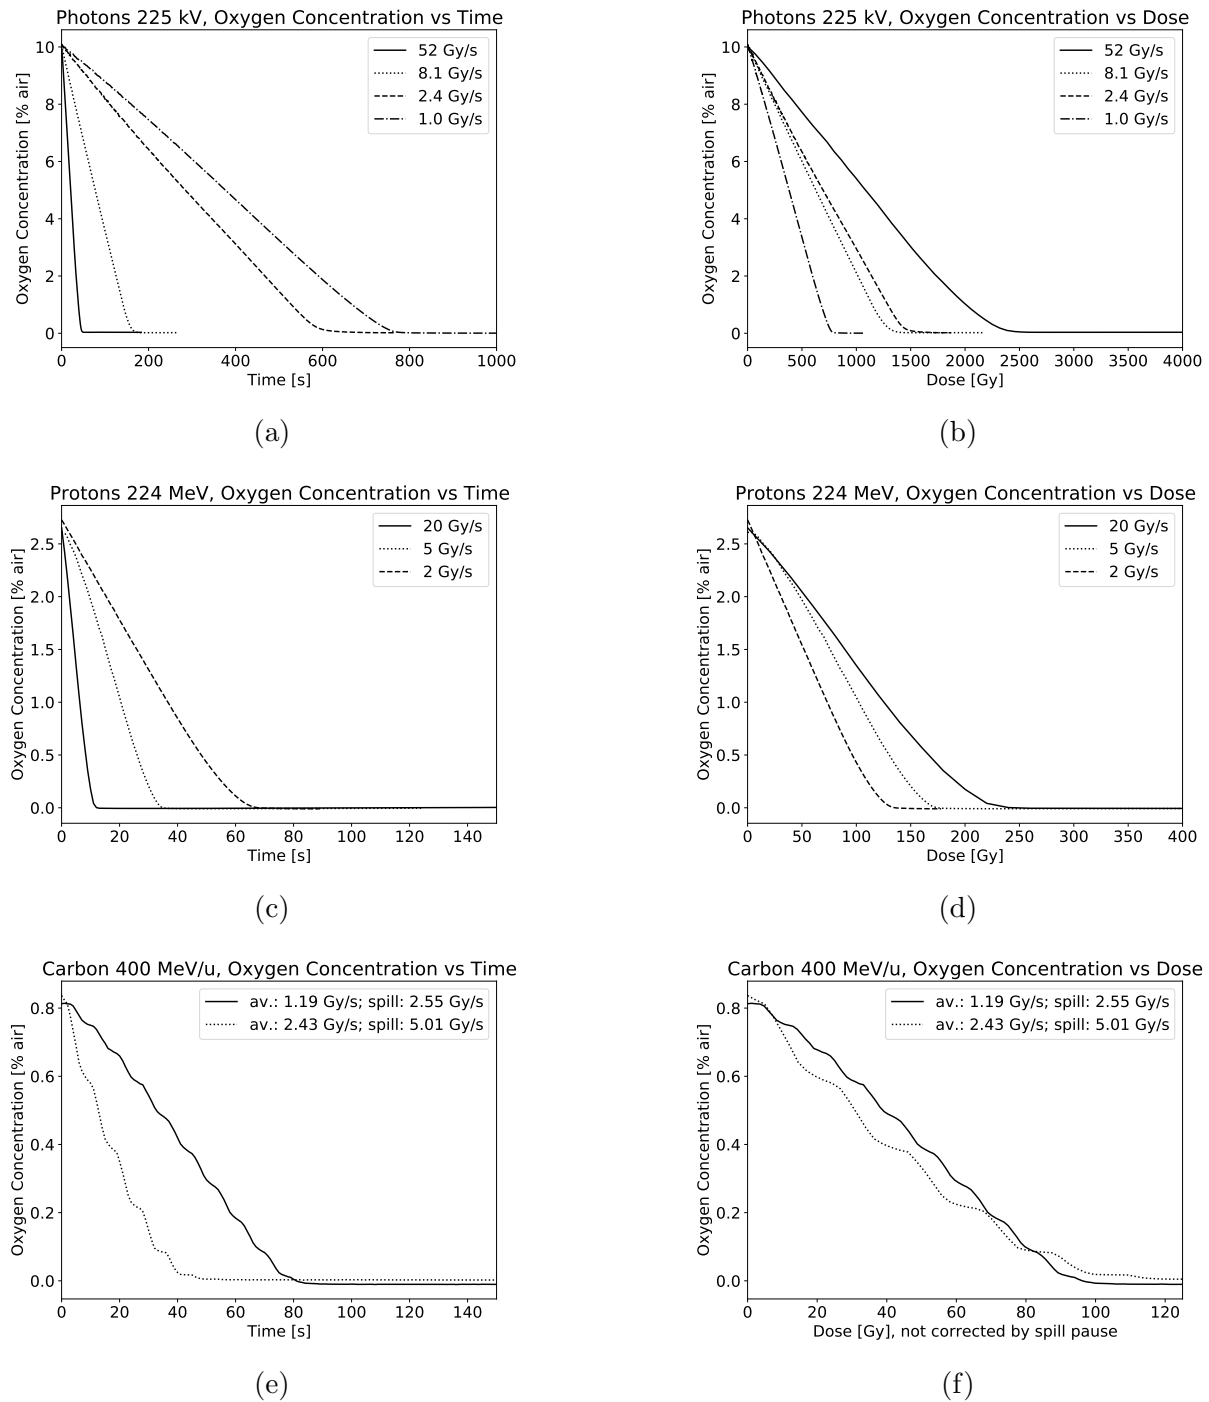 Photons 225 kV, Oxygen Concentration vs Time
Oxygen Concentration [% air]
10
8
6
4
2
0
52 Gy/s
8.1 Gy/s
2.4 Gy/s
1.0 Gy/s
0 200 400 600 800 1000
Time [s]
(a)
Photons 225 kV, Oxygen Concentration vs Dose
Oxygen Concentration [% air]
10
8
6
4
2
0
52 Gy/s
8.1 Gy/s
2.4 Gy/s
1.0 Gy/s
0 500 1000 1500 2000 2500 3000 3500 4000
Dose [Gy]
(b)
Protons 224 MeV, Oxygen Concentration vs Time
Oxygen Concentration [% air]
2.5
2.0
1.5
1.0
0.5
0.0
20 Gy/s
5 Gy/s
2 Gy/s
0 20 40 60 80 100 120 140
Time [s]
(c)
Protons 224 MeV, Oxygen Concentration vs Dose
Oxygen Concentration [% air]
2.5
2.0
1.5
1.0
0.5
0.0
20 Gy/s
5 Gy/s
2 Gy/s
0 50 100 150 200 250 300 350 400
Dose [Gy]
(d)
Carbon 400 MeV/u, Oxygen Concentration vs Time
Oxygen Concentration [% air]
0.8
0.6
0.4
0.2
0.0
av.: 1.19 Gy/s; spill: 2.55 Gy/s
av.: 2.43 Gy/s; spill: 5.01 Gy/s
0 20 40 60 80 100 120 140
Time [s]
(e)
Carbon 400 MeV/u, Oxygen Concentration vs Dose
Oxygen Concentration [% air]
0.8
0.6
0.4
0.2
0.0
av.: 1.19 Gy/s; spill: 2.55 Gy/s
av.: 2.43 Gy/s; spill: 5.01 Gy/s
0 20 40 60 80 100 120
Dose [Gy], not corrected by spill pause
(f)